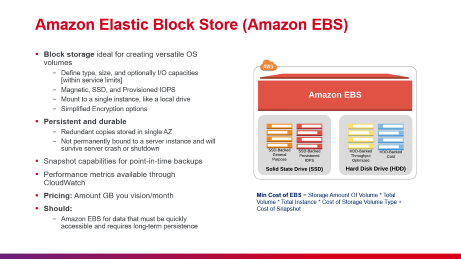 Amazon Elastic Block Store (Amazon EBS)
Block storage ideal for creating versatile OS
volumes
– Define type, size, and optionally I/O capacities
[within service limits]
– Magnetic, SSD, and Provisioned IOPS
– Mount to a single instance, like a local drive
– Simplified Encryption options
Persistent and durable
– Redundant copies stored in single AZ
– Not permanently bound to a server instance and will
survive server crash or shutdown
Snapshot capabilities for point-in-time backups
Performance metrics available through
CloudWatch
Pricing: Amount GB you vision/month
Should:
– Amazon EBS for data that must be quickly
accessible and requires long-term persistence
AWS
Amazon EBS
SSD-Backed
General
Purpose
SSD-Backed
Provisioned
IOPS
Solid State Drive (SSD)
HDD-Backed
Throughput
Optimized
HDD-Backed
Cold
Hard Disk Drive (HDD)
Min Cost of EBS = Storage Amount Of Volume * Total
Volume * Total Instance * Cost of Storage Volume Type +
Cost of Snapshot